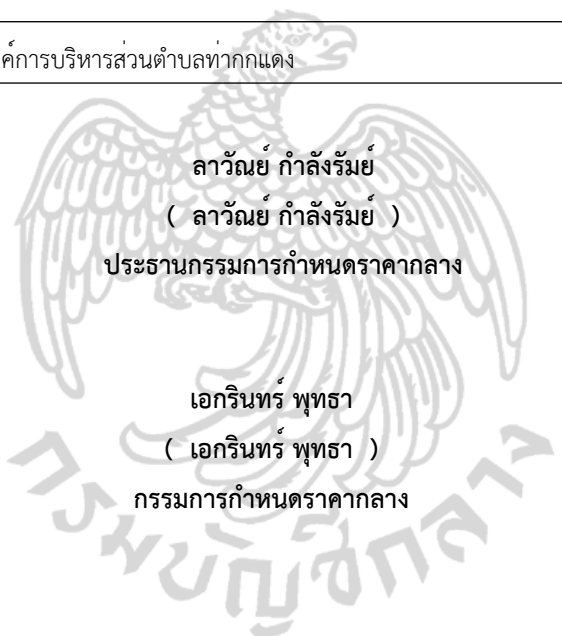 ค์การบริหารส่วนตำบลท่ากกแดง
ลาวัณย์ กำลังรัมย์
( ลาวัณย์ กำลังรัมย์ )
ประธานกรรมการกำหนดราคากลาง
เอกรินทร์ พุทธา
( เอกรินทร์ พุทธา )
กรรมการกำหนดราคากลาง
กรมบัญชีกลาง